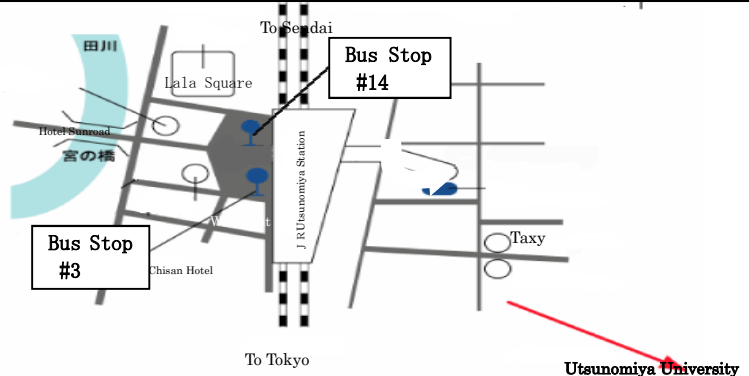 To Sendai
田川
Bus Stop
#14
Lala Square
Hotel Sunroad
宮の橋
J RUtsunomiya Station
Taxy
Bus Stop
#3
Chisan Hotel
To Tokyo
Utsunomiya University